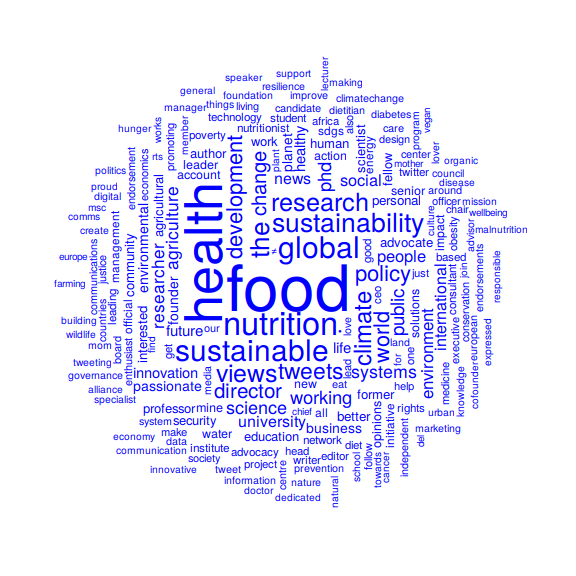 lecturer
speaker
support
resilience
making
general
foundation
improve
climatechange
manager
things
living
candidate
dietitian
also
diabetes
program
vegan
technology
student
africa
sdgs
care
design
hunger
works
member
promoting
poverty
nutritionist
healthy
human
scientist
energy
center
lover
rts
author
work
planet
plant
action
phd
fellow
mother
organic
politics
endorsement
economics
leader
account
development
the change
news
social
twitter
council
disease
proud
digital
msc
agricultural
agriculture
health
research
personal
senior
around
officer
mission
comms
create
environmental
community
sustainability
culture
chair
wellbeing
malnutrition
europe
communications
justice
management
researcher
founder
≠
global
good
advocate
people
impact
obesity
advisor
based
farming
countries
leading
official
interested
food
policy
just
international
consultant
conservation
join
endorsements
responsible
building
wildlife
mom
enthusiast
find
future
our
nutrition
.
love
climate
world
ceo
public
solutions
environment
executive
european
expressed
tweeting
board
get
sustainable
life
lead
land
for
one
governance
alliance
specialist
innovation
passionate
media
views
tweets
systems
medicine
knowledge
cofounder
director
new
eat
working
former
help
professor
mine
science
chief
all
better
opinions
initiative
rights
urban
system
security
university
business
independent
marketing
economy
make
data
water
education
network
diet
del
communication
institute
society
advocacy
head
writer
editor
school
follow
towards
cancer
innovative
tweet
project
centre
prevention
information
nature
natural
doctor
dedicated